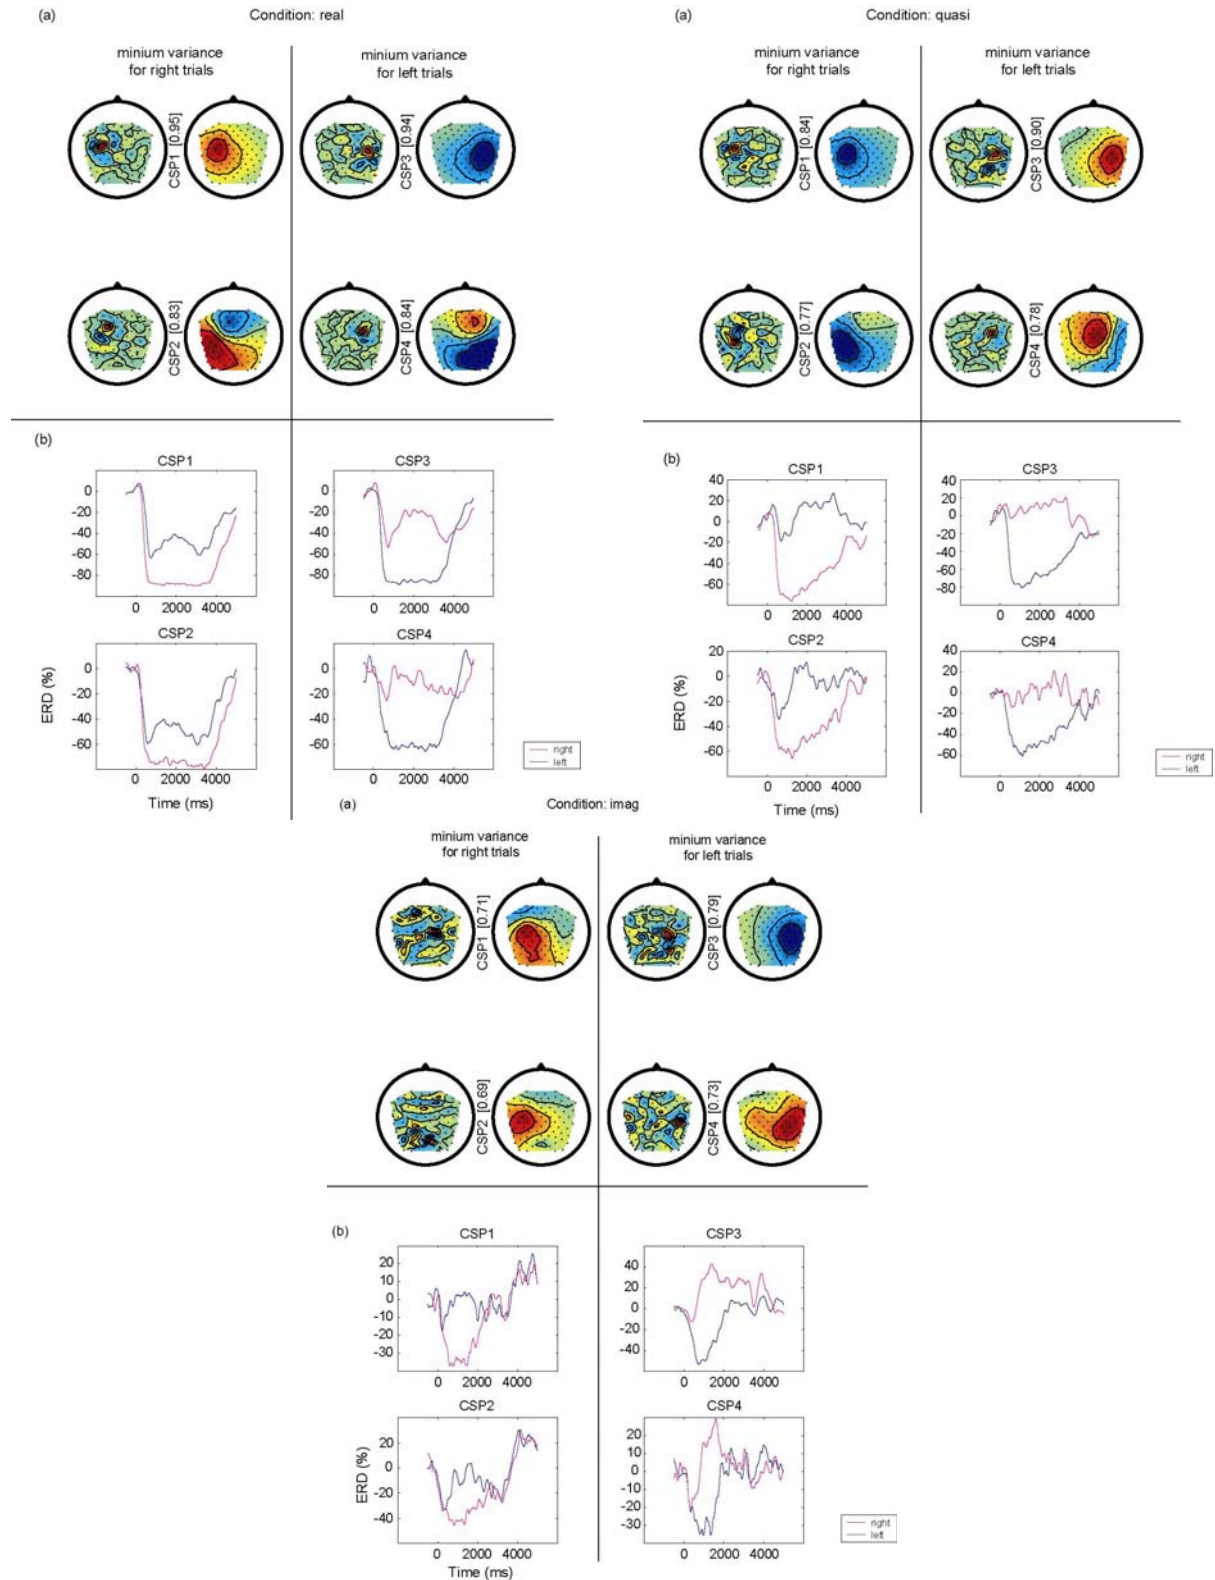 (a)
Condition: real
minium variance
for right trials
minium variance
for left trials
CSP1 [0.95]
CSP3 [0.94]
CSP2 [0.83]
CSP4 [0.84]
(b)
CSP1
0
-20
-40
-60
-80
0 2000 4000
CSP3
0
-20
-40
-60
-80
0 2000 4000
CSP2
0
-20
-40
-60
0 2000 4000
ERD (%)
Time (ms)
CSP4
0
-20
-40
-60
0 2000 4000
right
left
(a)
Condition: quasi
minium variance
for right trials
minium variance
for left trials
CSP1 [0.84]
CSP3 [0.90]
CSP2 [0.77]
CSP4 [0.78]
(b)
CSP1
40
20
0
-20
-40
-60
0 2000 4000
CSP3
40
20
0
-20
-40
-60
-80
0 2000 4000
CSP2
20
0
-20
-40
-60
0 2000 4000
ERD (%)
Time (ms)
CSP4
40
20
0
-20
-40
-60
0 2000 4000
right
left
(a)
Condition: imag
minium variance
for right trials
minium variance
for left trials
CSP1 [0.71]
CSP3 [0.79]
CSP2 [0.69]
CSP4 [0.73]
(b)
CSP1
20
10
0
-10
-20
-30
0 2000 4000
CSP3
40
20
0
-20
-40
0 2000 4000
CSP2
20
0
-20
-40
0 2000 4000
ERD (%)
Time (ms)
CSP4
20
10
0
-10
-20
-30
0 2000 4000
right
left